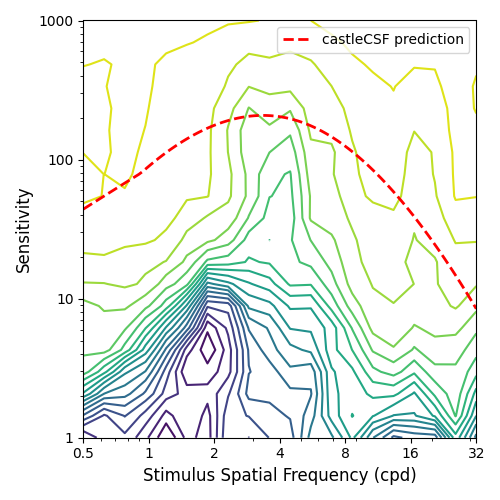 castleCSF prediction
Sensitivity
1000
100
10
1
0.5 1 2 4 8 16 32
Stimulus Spatial Frequency (cpd)